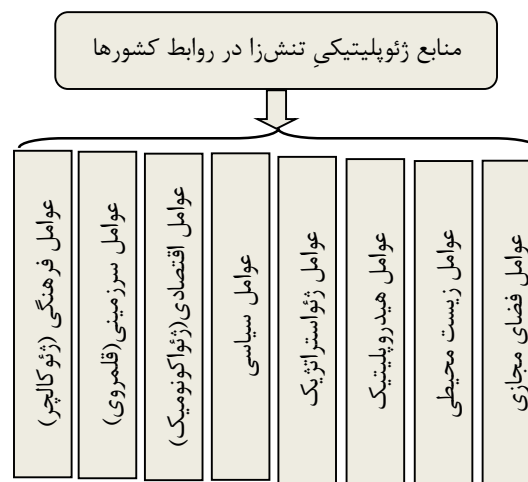 منابع ژئوپلیتیکیِ تنش‌زا در روابط کشورها
عوامل فضای مجازی
عوامل زیست محیطی
عوامل هیدروپلیتیک
عوامل ژئواستراتژیک
عوامل سیاسی
عوامل اقتصادی(ژئواکونومیک)
عوامل سرزمینی(قلمروی)
عوامل فرهنگی (ژئوکالچر)